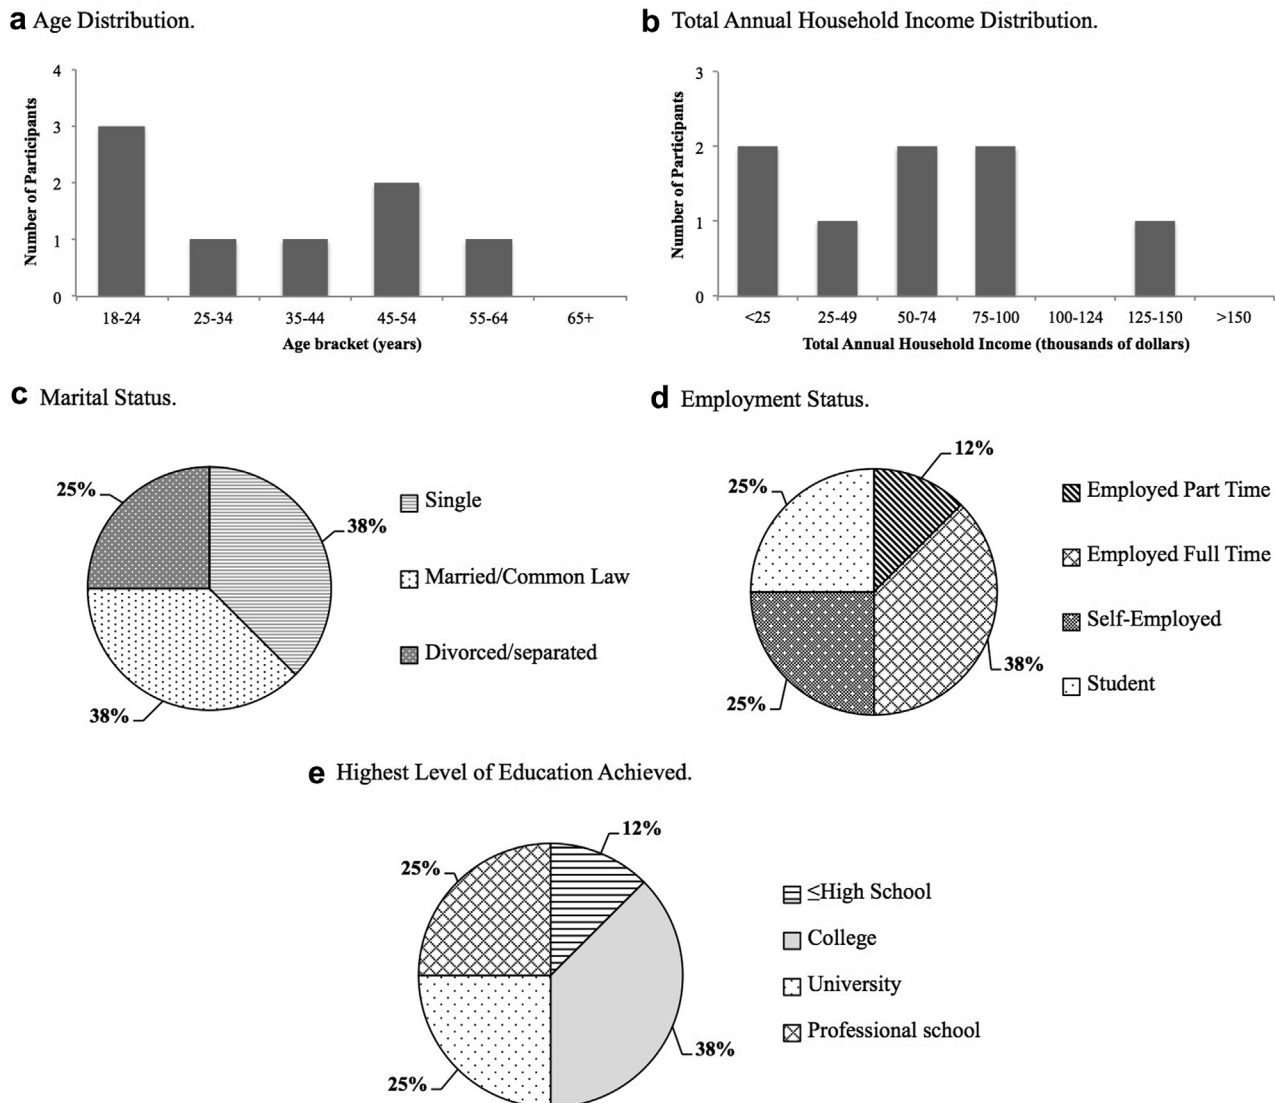 a Age Distribution.
4
3
2
1
0
Number of Participants
18-24 25-34 35-44 45-54 55-64 65+
Age bracket (years)
b Total Annual Household Income Distribution.
3
2
1
0
Number of Participants
<25 25-49 50-74 75-100 100-124 125-150 >150
Total Annual Household Income (thousands of dollars)
c Marital Status.
25%
38%
38%
Single
Married/Common Law
Divorced/separated
d Employment Status.
12%
25%
25%
38%
Employed Part Time
Employed Full Time
Self-Employed
Student
e Highest Level of Education Achieved.
12%
25%
25%
38%
≤High School
College
University
Professional school